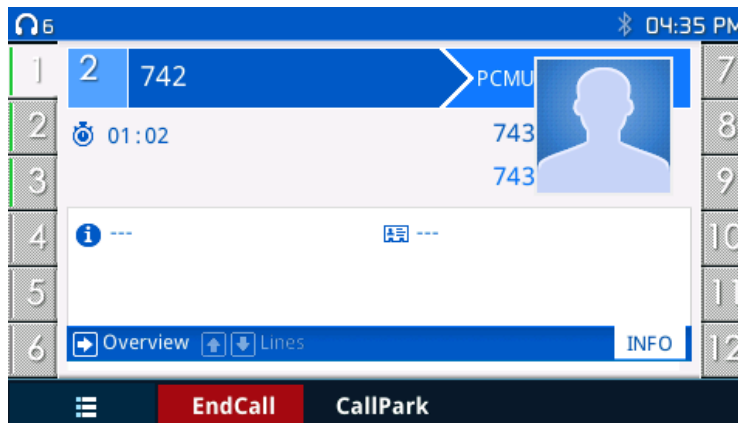 6 04:35 PM
1 2 742 PCMU 7
2 01:02 743 8
3 743 9
4 --- --- 10
5 11
6 Overview Lines INFO 12
EndCall CallPark